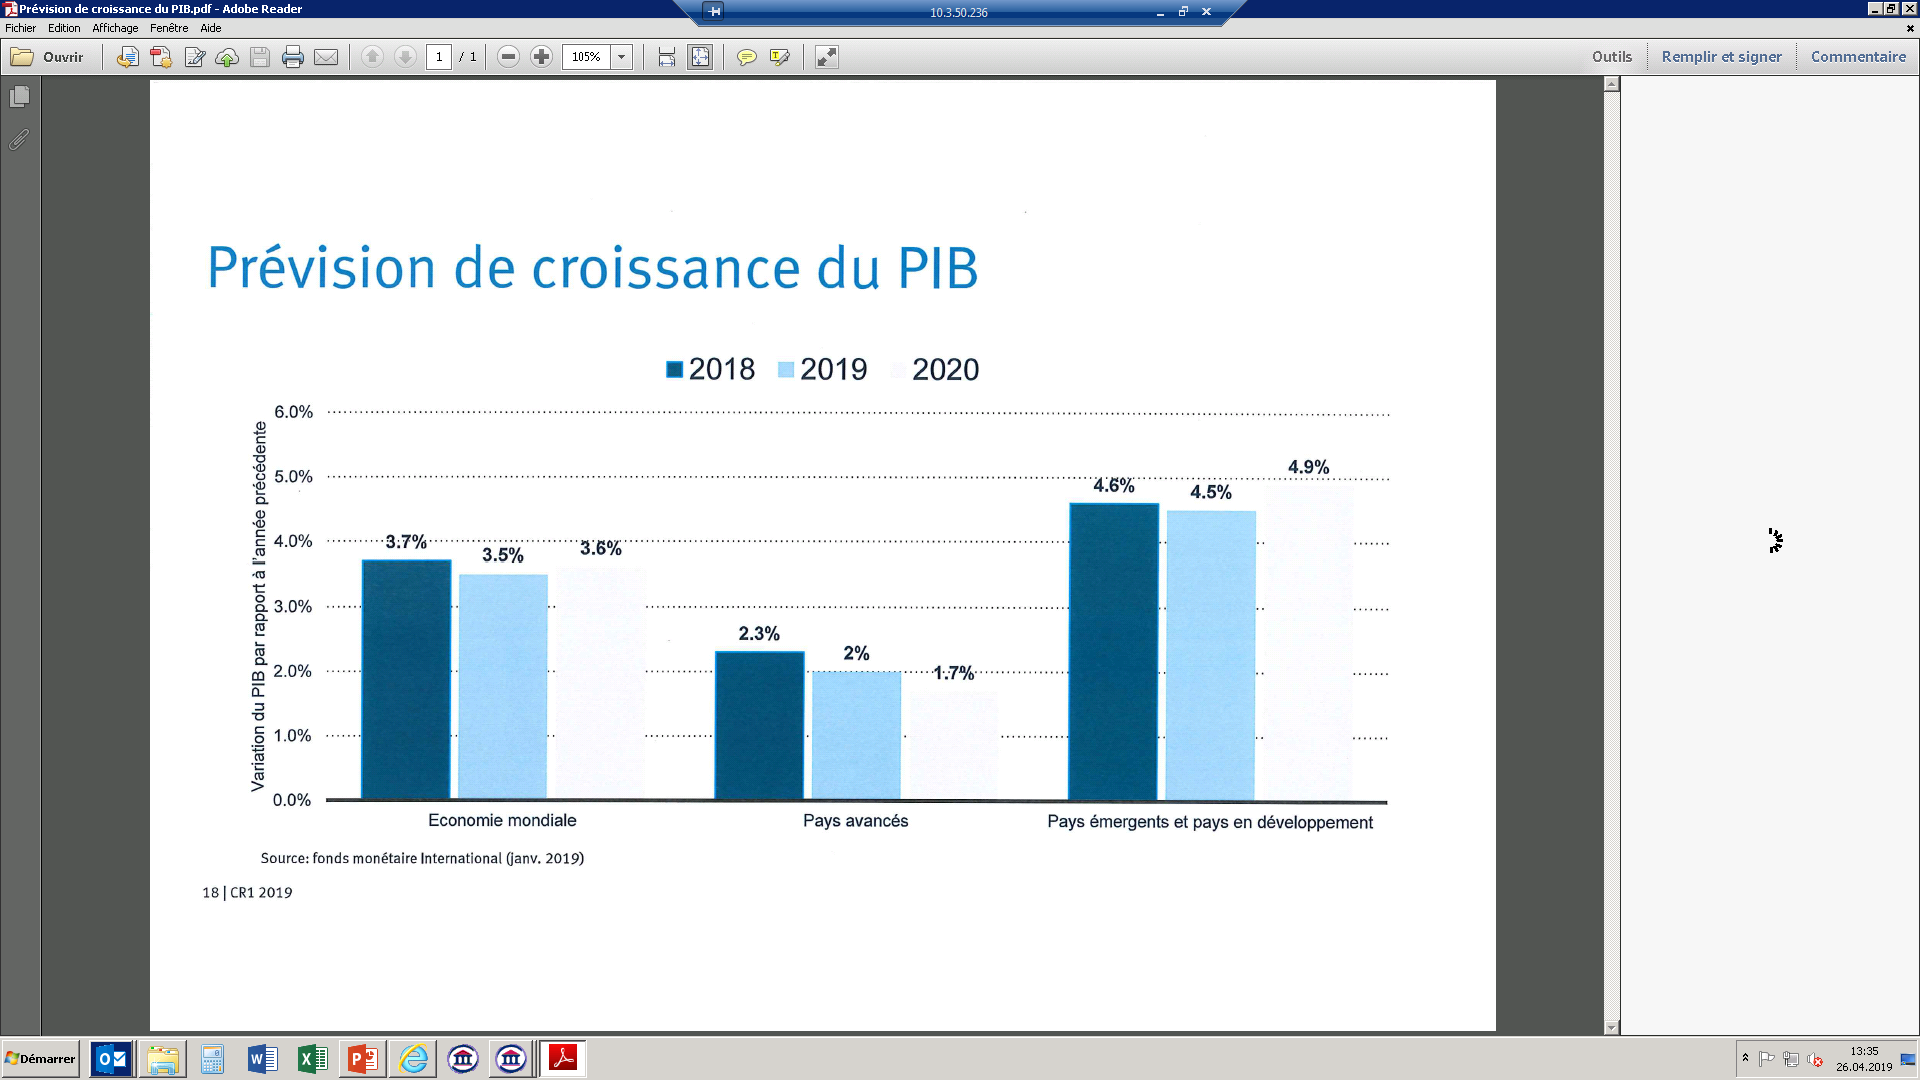 Prévision de croissance du PIB.pdf - Adobe Reader
10.3.50.236
Fichier Edition Affichage Fenêtre Aide
Ouvrir
1 / 1
105%
Outils Remplir et signer Commentaire
Prévision de croissance du PIB
2018 2019 2020
Variation du PIB par rapport à l'année précédente
6.0%
5.0%
4.0%
3.0%
2.0%
1.0%
0.0%
3.7% 3.5% 3.6%
2.3% 2% 1.7%
4.6% 4.5% 4.9%
Economie mondiale Pays avancés Pays émergents et pays en développement
Source: fonds monétaire International (janv. 2019)
18 | CR1 2019
Démarrer
13:35
26.04.2019